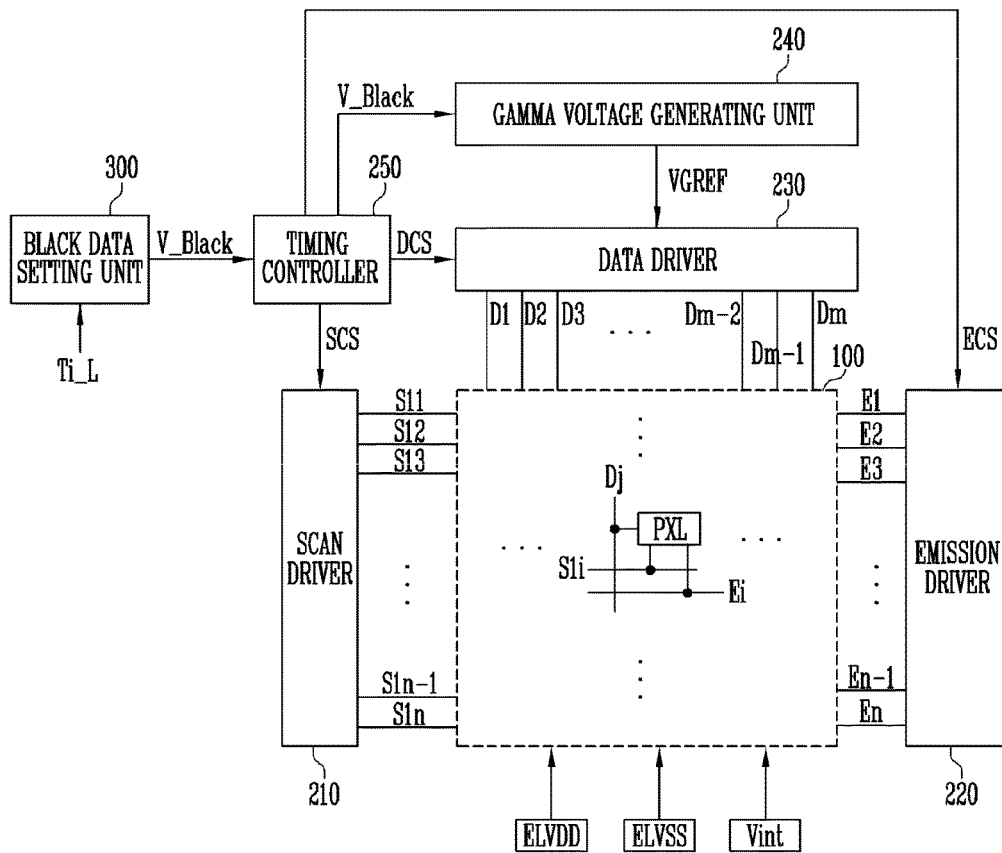 240
V_Black
GAMMA VOLTAGE GENERATING UNIT
300
250
VGREF
230
BLACK DATA
SETTING UNIT
V_Black
TIMING
CONTROLLER
DCS
DATA DRIVER
D1
D2
D3
. . .
Dm-2
Dm-1
Dm
Ti_L
SCS
100
ECS
S11
S12
S13
E1
E2
E3
Dj
PXL
SCAN
DRIVER
. . .
S1i
Ei
. . .
EMISSION
DRIVER
S1n-1
S1n
En-1
En
210
220
ELVDD
ELVSS
Vint